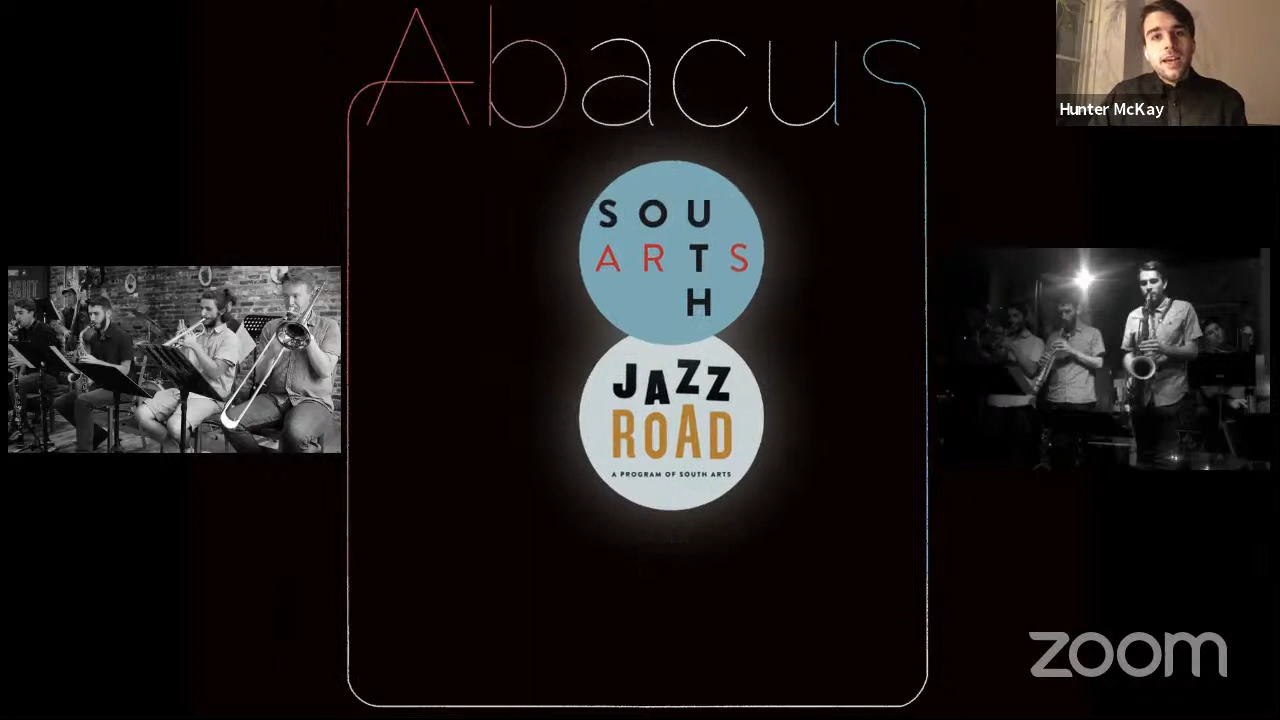 Abacus
Hunter McKay
SOU
ARTS
H
JAZZ
ROAD
A PROGRAM OF SOUTH ARTS
zoom